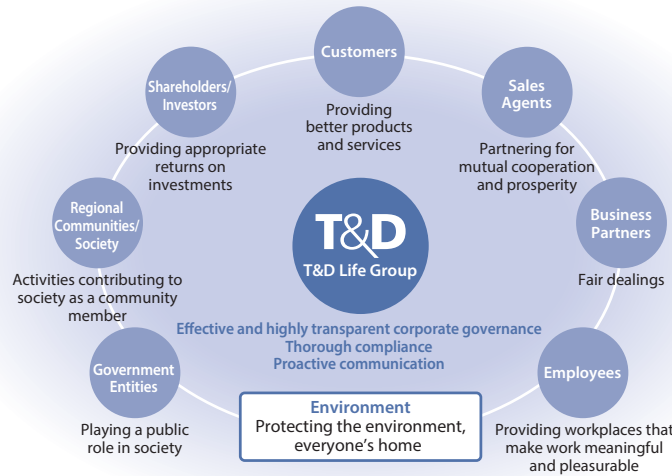 Customers
Providing
better products
and services
Shareholders/
Investors
Providing appropriate
returns on
investments
Sales
Agents
Partnering for
mutual cooperation
and prosperity
Regional
Communities/
Society
Activities contributing to
society as a community
member
T&D
T&D Life Group
Business
Partners
Fair dealings
Effective and highly transparent corporate governance
Thorough compliance
Proactive communication
Government
Entities
Playing a public
role in society
Environment
Protecting the environment,
everyone’s home
Employees
Providing workplaces that
make work meaningful
and pleasurable